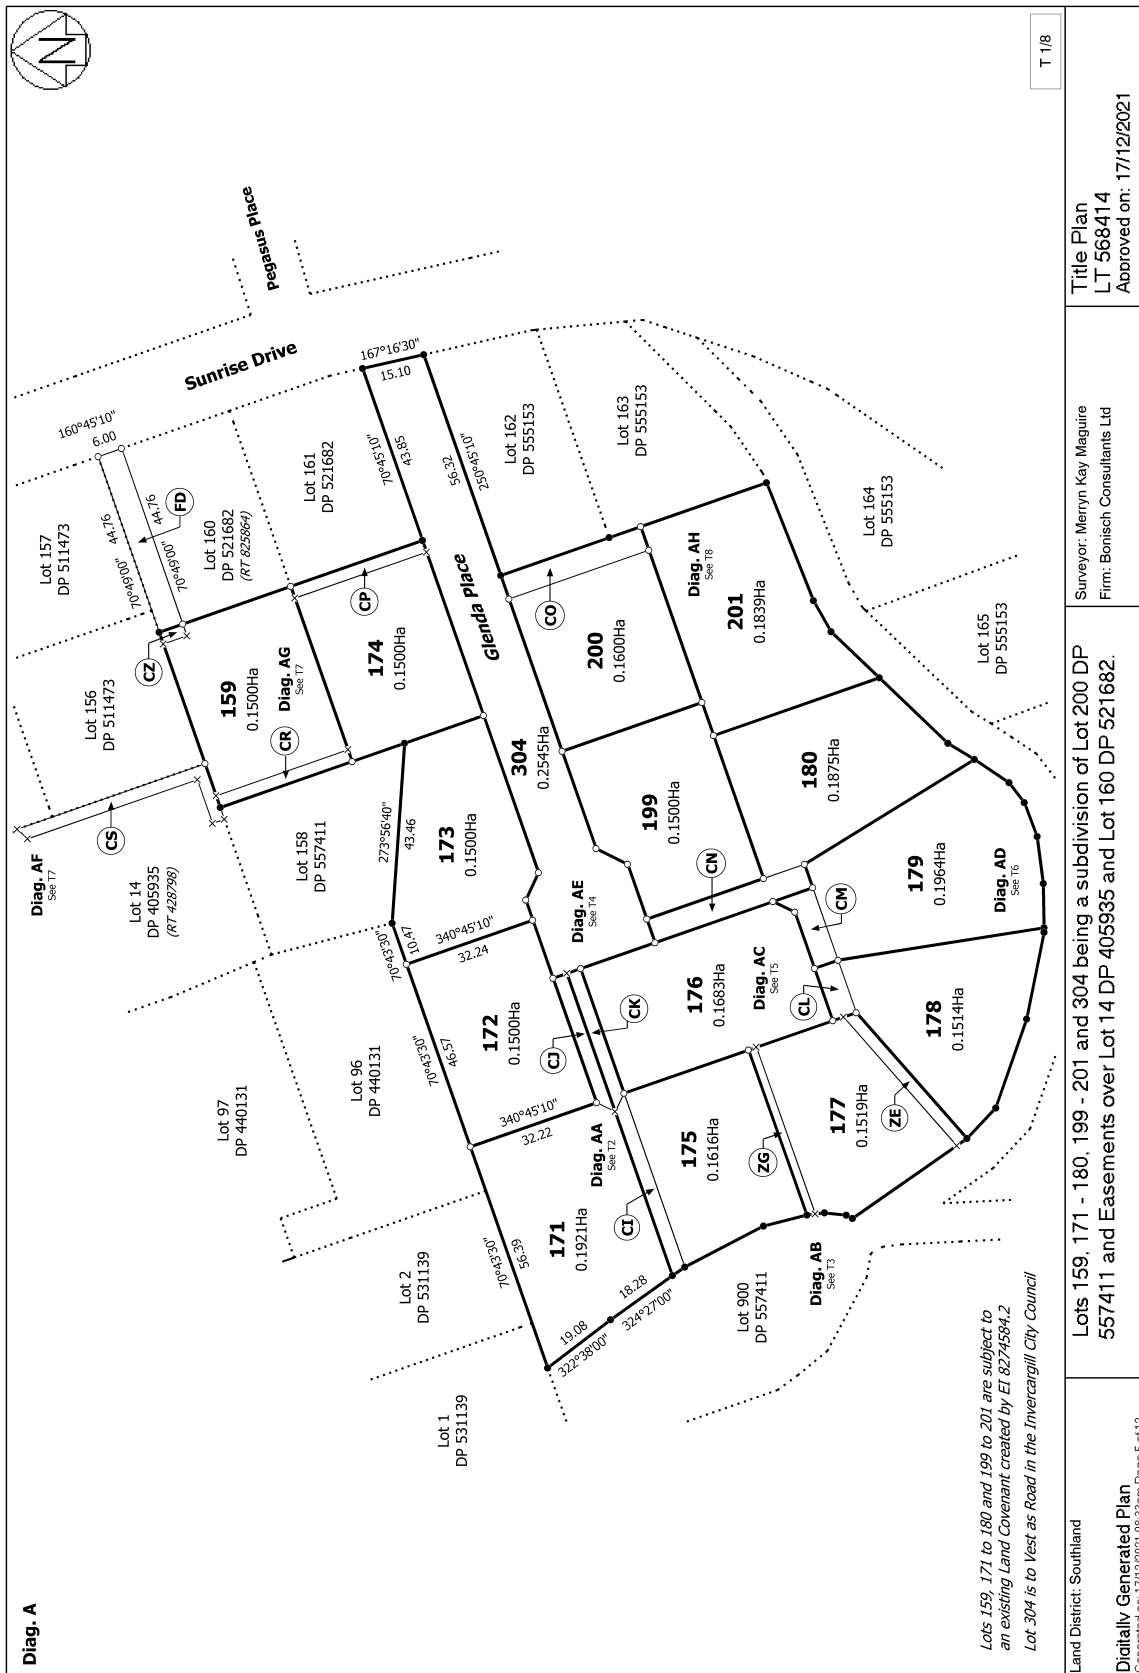 Diag. A
N
T 1/8
Pegasus Place
Sunrise Drive
160°45'10"
6.00
Lot 157
DP 511473
70°49'00"
44.76
44.76
70°49'00"
FD
Lot 160
DP 521682
(RT 825864)
Lot 161
DP 521682
167°16'30"
15.10
70°45'10"
43.85
56.32
250°45'10"
Lot 162
DP 555153
Lot 163
DP 555153
Lot 164
DP 555153
Lot 165
DP 555153
Lot 156
DP 511473
CZ
159
0.1500Ha
Diag. AG
See T7
CR
CP
174
0.1500Ha
Glenda Place
CO
200
0.1600Ha
Diag. AH
See T8
201
0.1839Ha
CS
Diag. AF
See T7
Lot 14
DP 405935
(RT 428798)
Lot 158
DP 557411
273°56'40"
43.46
173
0.1500Ha
304
0.2545Ha
199
0.1500Ha
180
0.1875Ha
CN
179
0.1964Ha
Diag. AD
See T6
CM
Diag. AE
See T4
70°43'30"
10.47
340°45'10"
32.24
172
0.1500Ha
70°43'30"
46.57
Lot 96
DP 440131
Lot 97
DP 440131
CJ
CK
176
0.1683Ha
Diag. AC
See T5
CL
178
0.1514Ha
340°45'10"
32.22
Diag. AA
See T2
175
0.1616Ha
ZG
177
0.1519Ha
ZE
171
0.1921Ha
CI
70°43'30"
56.39
Lot 2
DP 531139
Lot 1
DP 531139
19.08
322°38'00"
18.28
324°27'00"
Lot 900
DP 557411
Diag. AB
See T3
Lots 159, 171 to 180 and 199 to 201 are subject to
an existing Land Covenant created by EI 8274584.2
Lot 304 is to Vest as Road in the Invercargill City Council
Land District: Southland
Digitally Generated Plan
Generated on: 17/12/2021 09:33am Page 5 of 13
Lots 159, 171 - 180, 199 - 201 and 304 being a subdivision of Lot 200 DP
557411 and Easements over Lot 14 DP 405935 and Lot 160 DP 521682.
Surveyor: Merryn Kay Maguire
Firm: Bonisch Consultants Ltd
Title Plan
LT 568414
Approved on: 17/12/2021